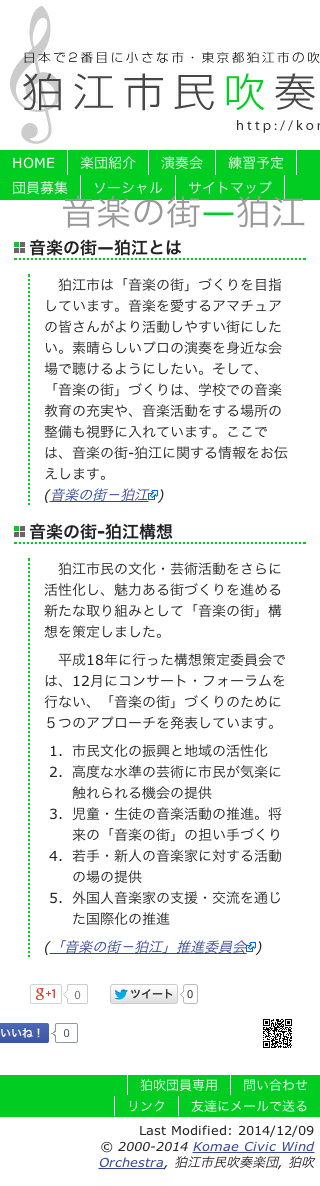 日本で2番目に小さな市・東京都狛江市の吹
狛江市民吹奏
http://kor
HOME 楽団紹介 演奏会 練習予定
団員募集 ソーシャル サイトマップ
音楽の街ー狛江
音楽の街ー狛江とは
狛江市は「音楽の街」づくりを目指
しています。音楽を愛するアマチュア
の皆さんがより活動しやすい街にした
い。素晴らしいプロの演奏を身近な会
場で聴けるようにしたい。そして、
「音楽の街」づくりは、学校での音楽
教育の充実や、音楽活動をする場所の
整備も視野に入れています。ここで
は、音楽の街-狛江に関する情報をお伝
えします。
(音楽の街－狛江)
音楽の街-狛江構想
狛江市民の文化・芸術活動をさらに
活性化し、魅力ある街づくりを進める
新たな取り組みとして「音楽の街」構
想を策定しました。
平成18年に行った構想策定委員会で
は、12月にコンサート・フォーラムを
行ない、「音楽の街」づくりのために
５つのアプローチを発表しています。
1. 市民文化の振興と地域の活性化
2. 高度な水準の芸術に市民が気楽に
触れられる機会の提供
3. 児童・生徒の音楽活動の推進。将
来の「音楽の街」の担い手づくり
4. 若手・新人の音楽家に対する活動
の場の提供
5. 外国人音楽家の支援・交流を通じ
た国際化の推進
(「音楽の街－狛江」推進委員会)
g+1 0 ツイート 0
いいね！ 0
狛吹団員専用 問い合わせ
リンク 友達にメールで送る
Last Modified: 2014/12/09
© 2000-2014 Komae Civic Wind
Orchestra, 狛江市民吹奏楽団, 狛吹